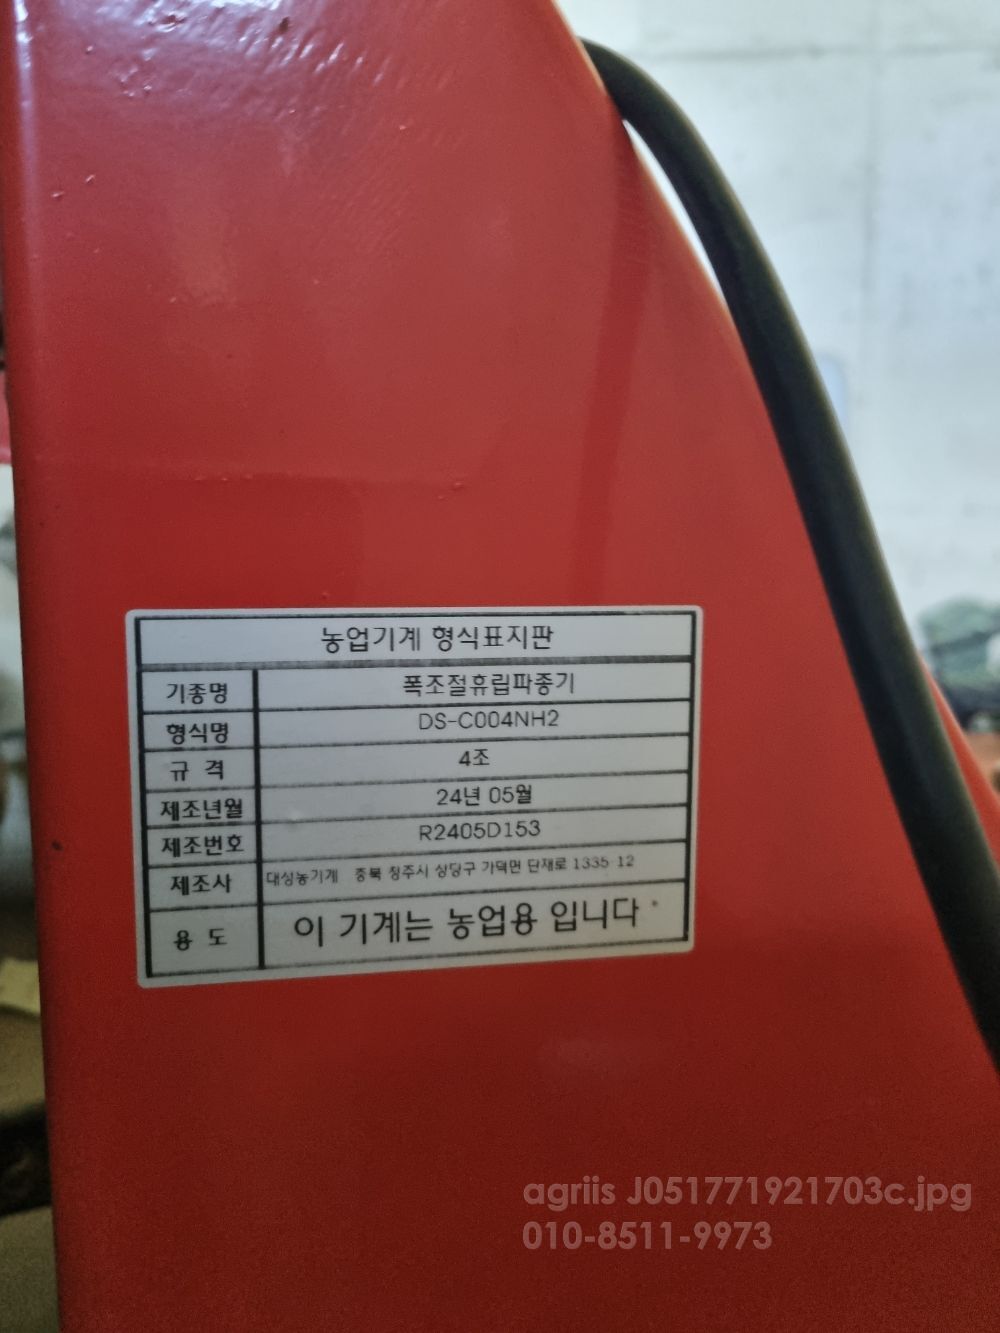 농업기계 형식표지판
기종명 폭조절휴립파종기
형식명 DS-C004NH2
규 격 4조
제조년월 24년 05월
제조번호 R2405D153
제조사 대성농기계 충북 청주시 상당구 가덕면 단재로 1335-12
용 도 이 기계는 농업용 입니다
agriis J051771921703c.jpg
010-8511-9973